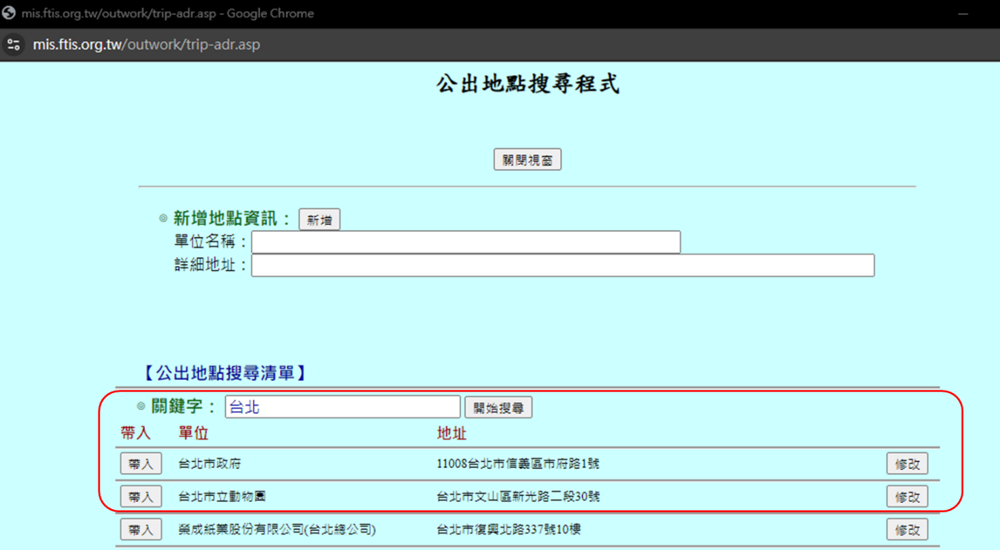 mis.ftis.org.tw/outwork/trip-adr.asp - Google Chrome
mis.ftis.org.tw/outwork/trip-adr.asp
公出地點搜尋程式
關閉視窗
◎ 新增地點資訊： 新增
單位名稱：
詳細地址：
【公出地點搜尋清單】
◎ 關鍵字： 台北 開始搜尋
帶入 單位 地址
帶入 台北市政府 11008台北市信義區市府路1號 修改
帶入 台北市立動物園 台北市文山區新光路二段30號 修改
帶入 榮成紙業股份有限公司(台北總公司) 台北市復興北路337號10樓 修改